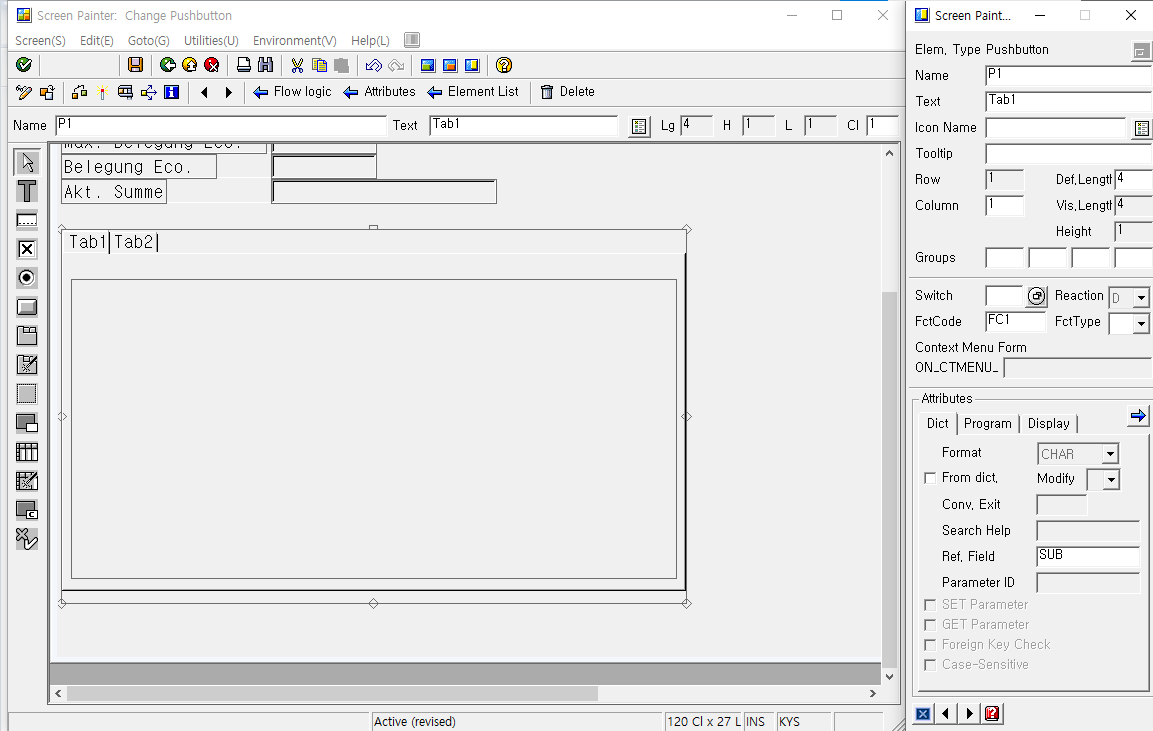 Screen Painter: Change Pushbutton
Screen(S) Edit(E) Goto(G) Utilities(U) Environment(V) Help(L)
Flow logic Attributes Element List Delete
Name P1 Text Tab1 Lg 4 H 1 L 1 Cl 1
Max. Belegung Eco.
Belegung Eco.
Akt. Summe
Tab1 Tab2
Active (revised) 120 Cl x 27 L INS KYS
Screen Paint...
Elem. Type Pushbutton
Name P1
Text Tab1
Icon Name
Tooltip
Row 1 Def.Length 4
Column 1 Vis.Length 4
Height 1
Groups
Switch Reaction D
FctCode FC1 FctType
Context Menu Form
ON_CTMENU_
Attributes
Dict Program Display
Format CHAR
From dict. Modify
Conv. Exit
Search Help
Ref. Field SUB
Parameter ID
SET Parameter
GET Parameter
Foreign Key Check
Case-Sensitive